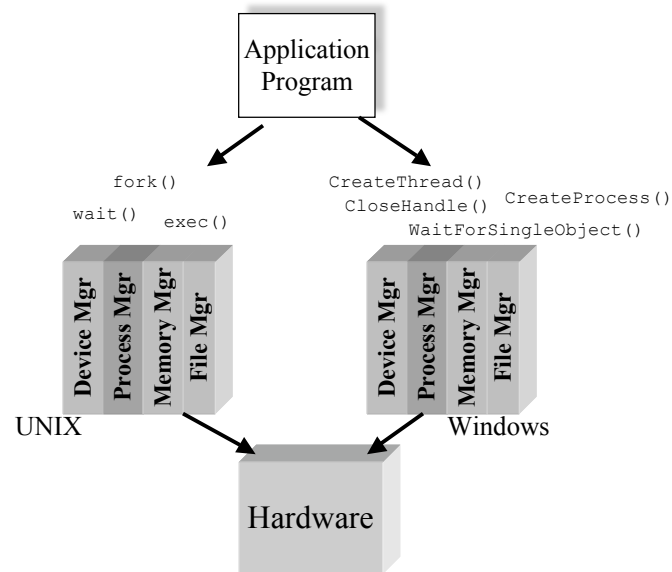 Application
Program
fork()
wait()
exec()
CreateThread()
CreateProcess()
CloseHandle()
WaitForSingleObject()
Device Mgr
Process Mgr
Memory Mgr
File Mgr
UNIX
Device Mgr
Process Mgr
Memory Mgr
File Mgr
Windows
Hardware